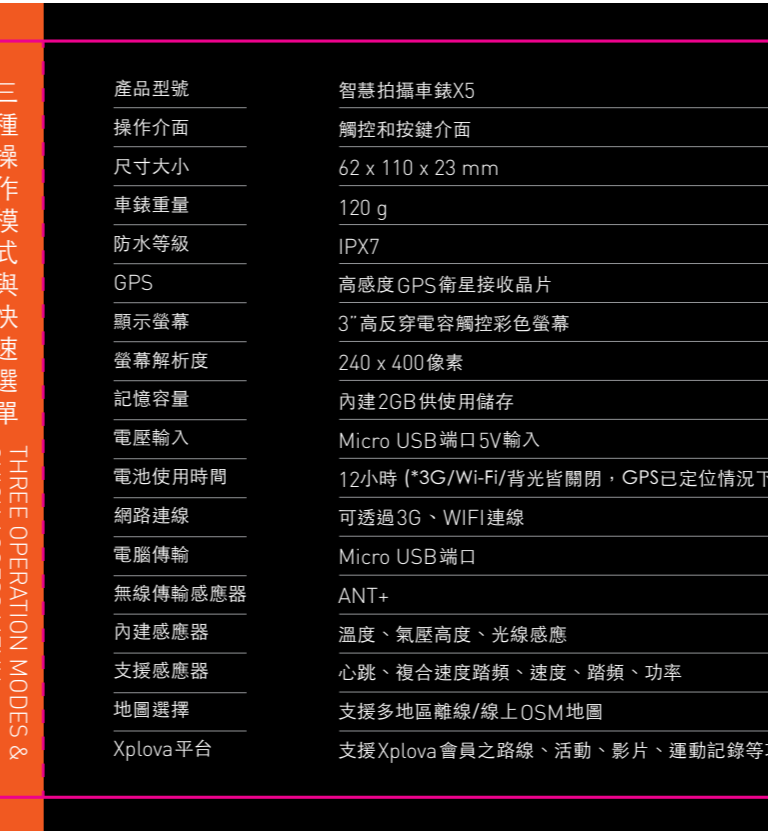 三種操作模式與快速選單 THREE OPERATION MODES &
產品型號 智慧拍攝車錶X5
操作介面 觸控和按鍵介面
尺寸大小 62 x 110 x 23 mm
車錶重量 120 g
防水等級 IPX7
GPS 高感度GPS衛星接收晶片
顯示螢幕 3"高反穿電容觸控彩色螢幕
螢幕解析度 240 x 400像素
記憶容量 內建2GB供使用儲存
電壓輸入 Micro USB端口5V輸入
電池使用時間 12小時 (*3G/Wi-Fi/背光皆關閉，GPS已定位情況下
網路連線 可透過3G、WIFI連線
電腦傳輸 Micro USB端口
無線傳輸感應器 ANT+
內建感應器 溫度、氣壓高度、光線感應
支援感應器 心跳、複合速度踏頻、速度、踏頻、功率
地圖選擇 支援多地區離線/線上OSM地圖
Xplova平台 支援Xplova會員之路線、活動、影片、運動記錄等